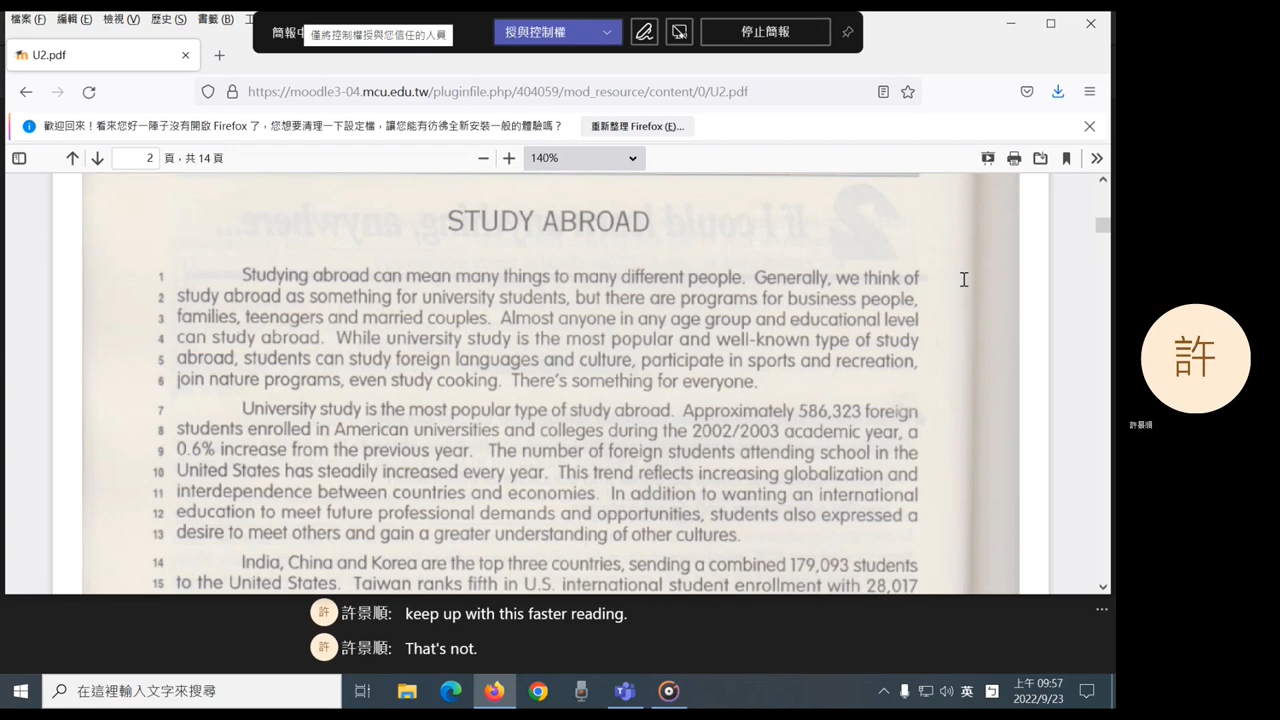 檔案(F) 編輯(E) 檢視(V) 歷史(S) 書籤(B)
簡報中
僅將控制權授與您信任的人員
授與控制權
停止簡報
U2.pdf
https://moodle3-04.mcu.edu.tw/pluginfile.php/404059/mod_resource/content/0/U2.pdf
歡迎回來！看來您好一陣子沒有開啟 Firefox 了，您想要清理一下設定檔，讓您能有彷彿全新安裝一般的體驗嗎？
重新整理 Firefox (E)...
2 頁，共 14 頁
140%
2 If I could do anything, anywhere...
STUDY ABROAD
1 Studying abroad can mean many things to many different people. Generally, we think of
2 study abroad as something for university students, but there are programs for business people,
3 families, teenagers and married couples. Almost anyone in any age group and educational level
4 can study abroad. While university study is the most popular and well-known type of study
5 abroad, students can study foreign languages and culture, participate in sports and recreation,
6 join nature programs, even study cooking. There's something for everyone.
7 University study is the most popular type of study abroad. Approximately 586,323 foreign
8 students enrolled in American universities and colleges during the 2002/2003 academic year, a
9 0.6% increase from the previous year. The number of foreign students attending school in the
10 United States has steadily increased every year. This trend reflects increasing globalization and
11 interdependence between countries and economies. In addition to wanting an international
12 education to meet future professional demands and opportunities, students also expressed a
13 desire to meet others and gain a greater understanding of other cultures.
14 India, China and Korea are the top three countries, sending a combined 179,093 students
15 to the United States. Taiwan ranks fifth in U.S. international student enrollment with 28,017
許
許景順
許 許景順: keep up with this faster reading.
許 許景順: That's not.
在這裡輸入文字來搜尋
英
上午 09:57
2022/9/23